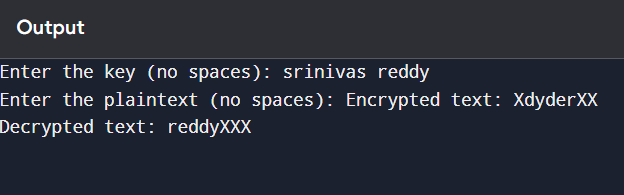 Output
Enter the key (no spaces): srinivas reddy
Enter the plaintext (no spaces): Encrypted text: XdyderXX
Decrypted text: reddyXXX